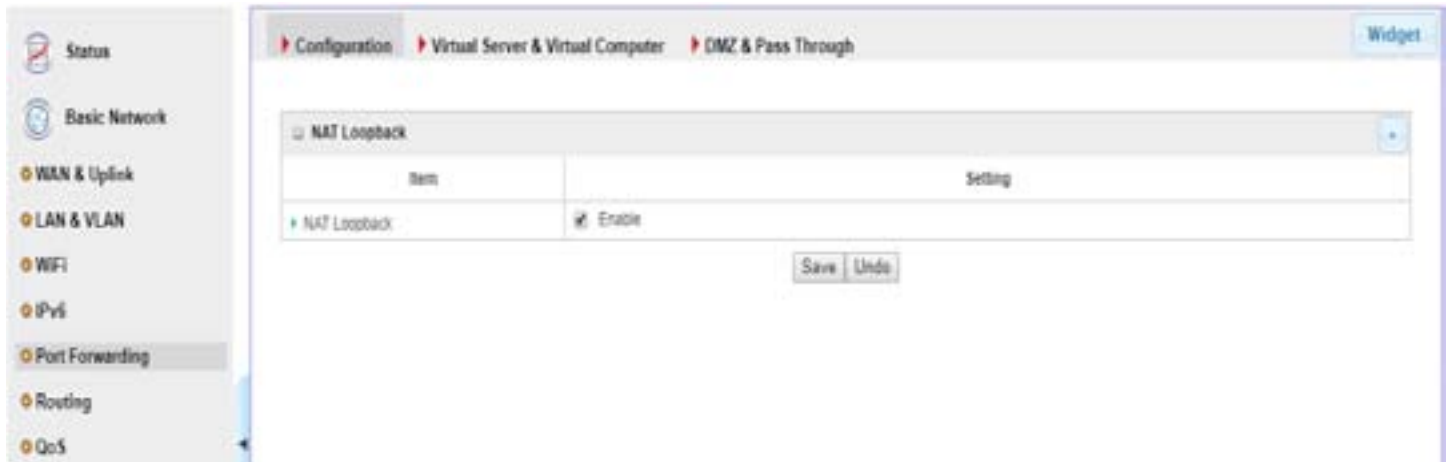 Status
Basic Network
WAN & Uplink
LAN & VLAN
WiFi
IPv6
Port Forwarding
Routing
QoS
Configuration Virtual Server & Virtual Computer DMZ & Pass Through Widget
NAT Loopback
Item Setting
NAT Loopback Enable
Save Undo